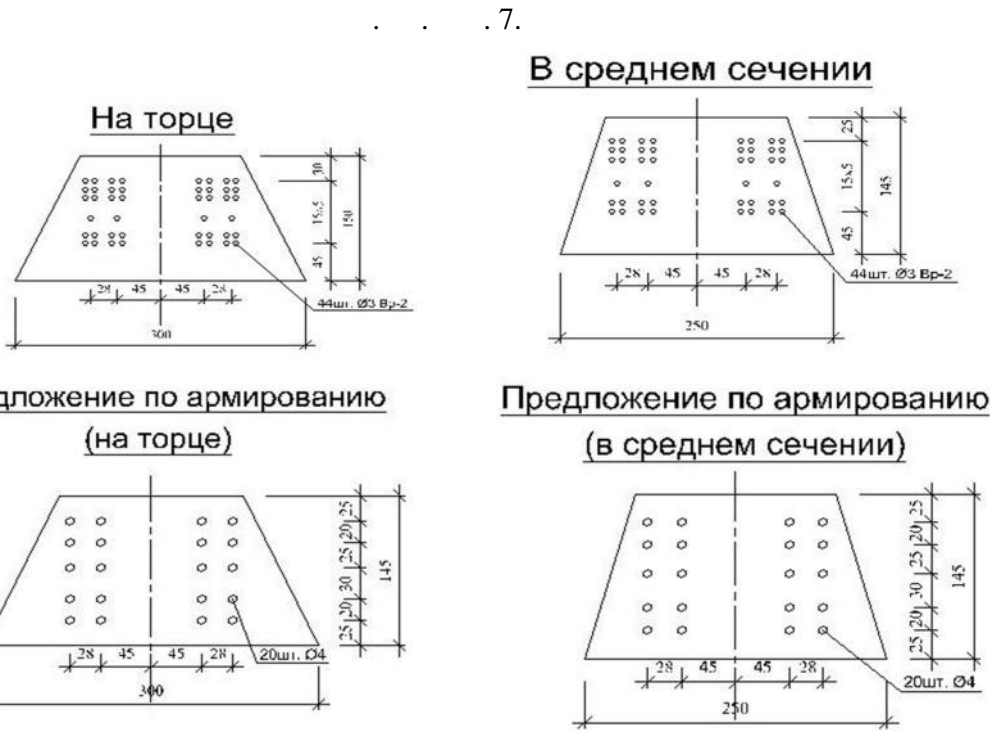 . . . 7.
На торце
30
15x5
45
150
28 45 45 28
44шт. Ø3 Вр-2
300
В среднем сечении
25
15x5
45
145
28 45 45 28
44шт. Ø3 Вр-2
250
дложение по армированию
(на торце)
25
20
25
30
20
25
145
28 45 45 28
20шт. Ø4
300
Предложение по армированию
(в среднем сечении)
25
20
25
30
20
25
145
28 45 45 28
20шт. Ø4
250